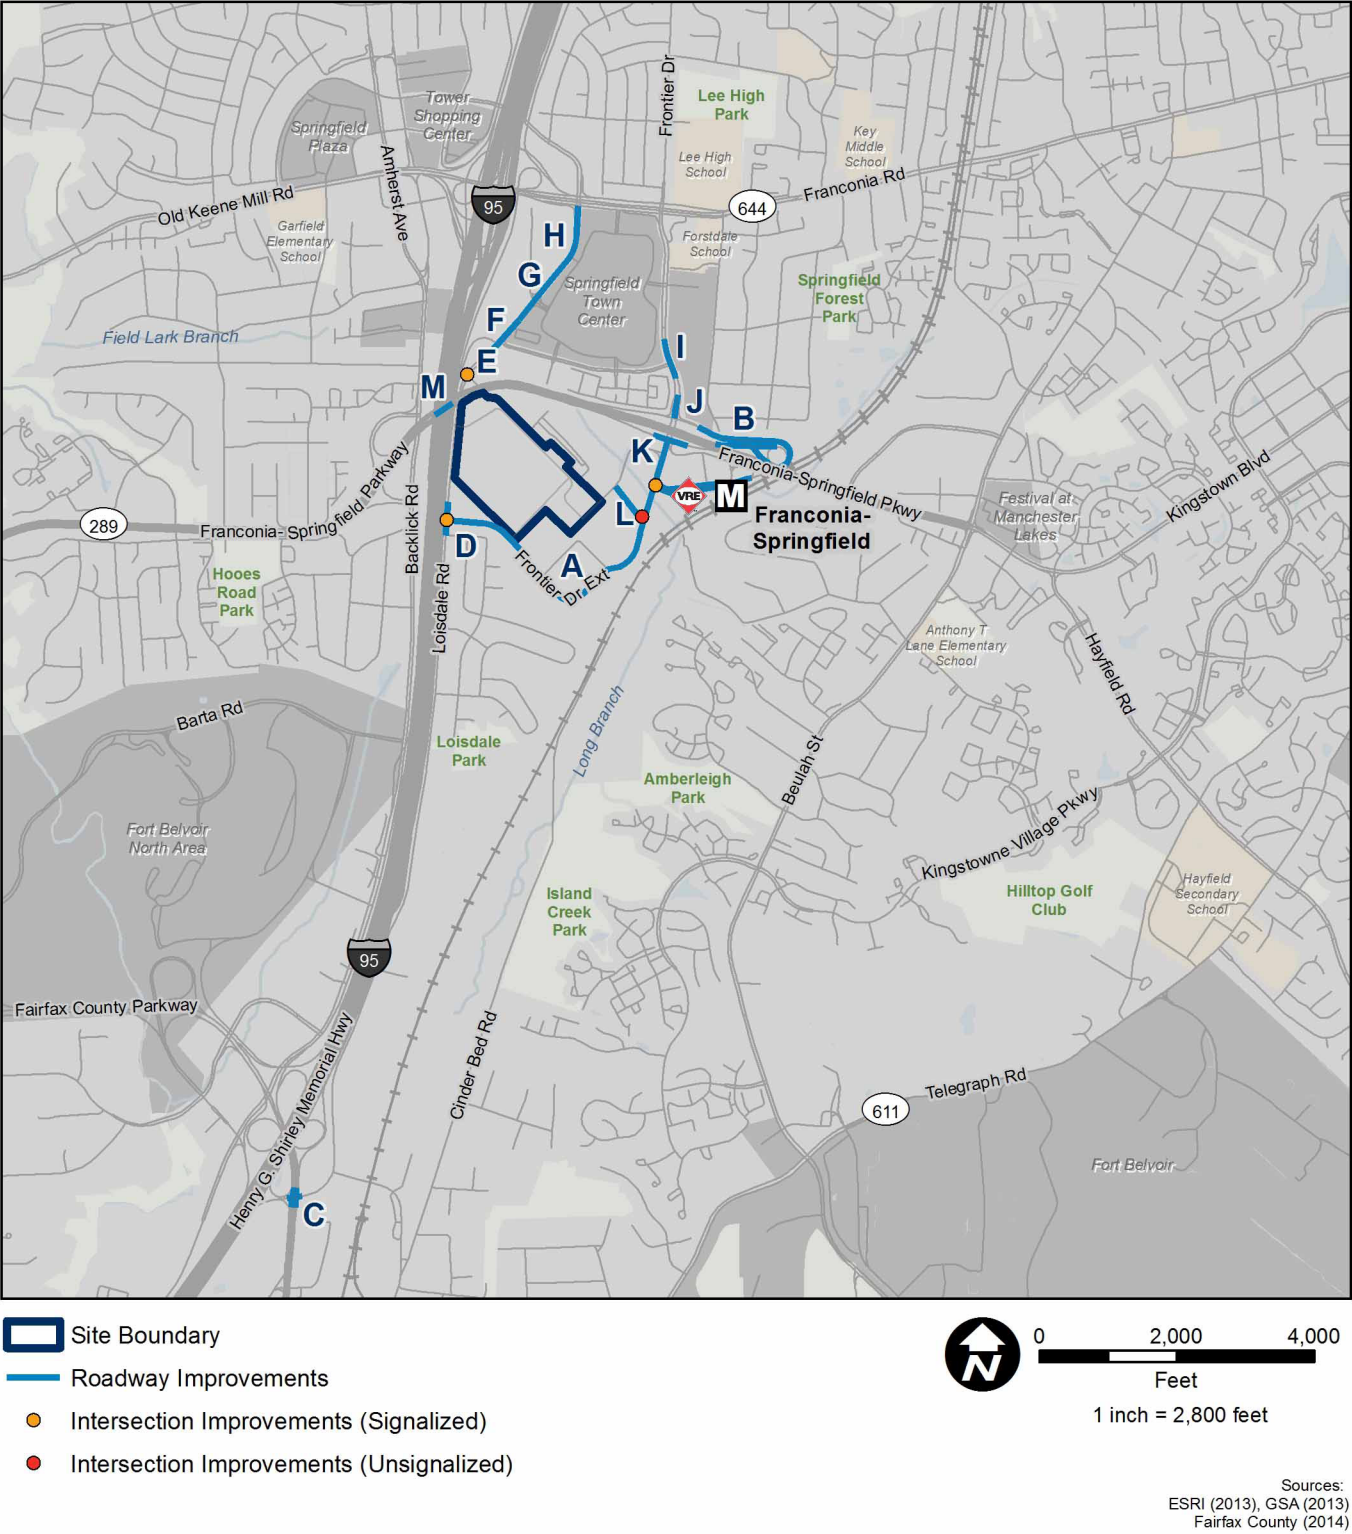 Frontier Dr
Lee High
Park
Tower
Shopping
Center
Springfield
Plaza
Key
Middle
School
Lee High
School
Amherst Ave
Franconia Rd
Old Keene Mill Rd
95
644
Garfield
Elementary
School
H
Forstdale
School
G
Springfield
Town
Center
Springfield
Forest
Park
F
Field Lark Branch
E
I
M
J
B
K
Franconia-Springfield Pkwy
Kingstown Blvd
VRE
M
Festival at
Manchester
Lakes
Franconia-
Springfield
L
289
Franconia- Springfield Parkway
Backlick Rd
D
A
Frontier Dr Ext
Hooes
Road
Park
Loisdale Rd
Anthony T
Lane Elementary
School
Hayfield Rd
Barta Rd
Long Branch
Loisdale
Park
Beulah St
Amberleigh
Park
Kingstowne Village Pkwy
Fort Belvoir
North Area
Island
Creek
Park
Hilltop Golf
Club
Hayfield
Secondary
School
95
Fairfax County Parkway
Henry G. Shirley Memorial Hwy
Cinder Bed Rd
Telegraph Rd
611
Fort Belvoir
C
Site Boundary
Roadway Improvements
Intersection Improvements (Signalized)
Intersection Improvements (Unsignalized)
N
0 2,000 4,000
Feet
1 inch = 2,800 feet
Sources:
ESRI (2013), GSA (2013)
Fairfax County (2014)